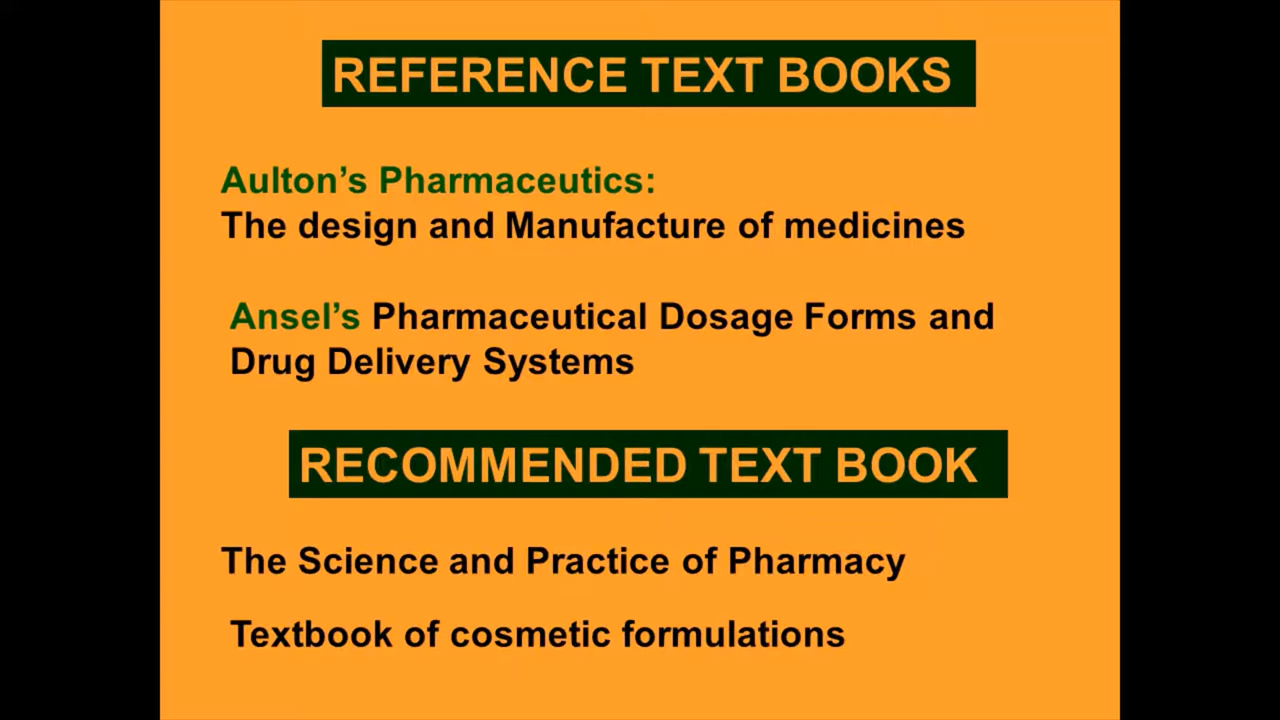 REFERENCE TEXT BOOKS
Aulton’s Pharmaceutics:
The design and Manufacture of medicines
Ansel’s Pharmaceutical Dosage Forms and
Drug Delivery Systems
RECOMMENDED TEXT BOOK
The Science and Practice of Pharmacy
Textbook of cosmetic formulations